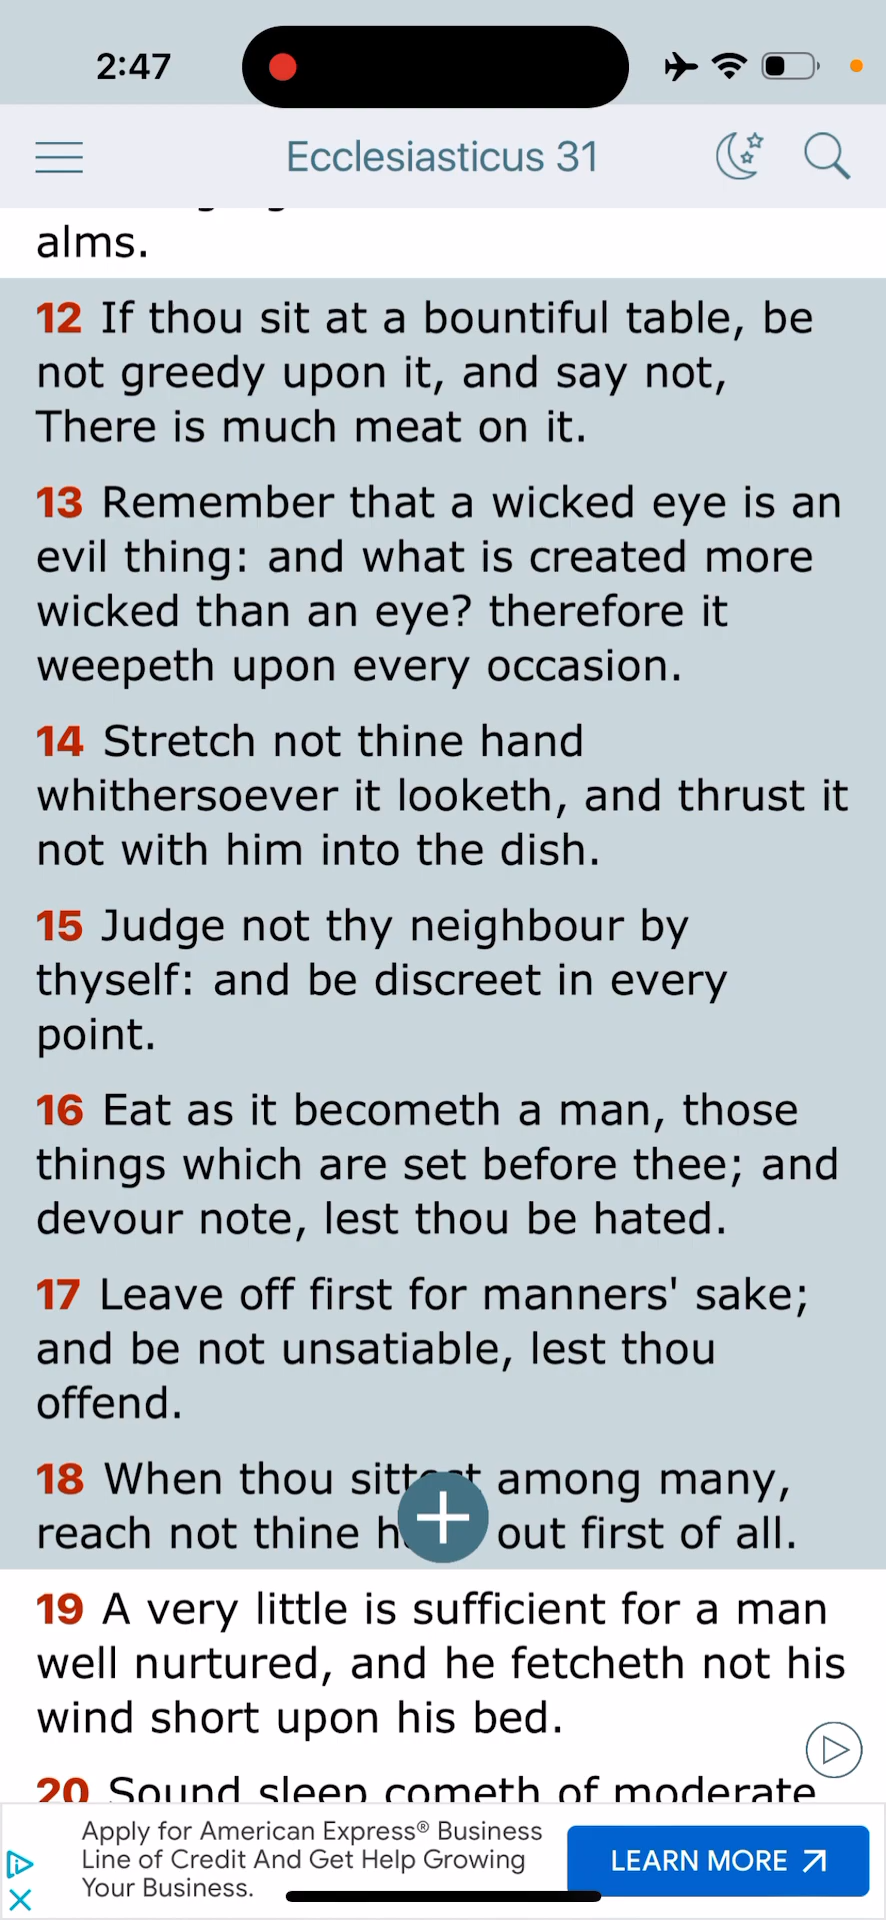 2:47
Ecclesiasticus 31
alms.
12 If thou sit at a bountiful table, be
not greedy upon it, and say not,
There is much meat on it.
13 Remember that a wicked eye is an
evil thing: and what is created more
wicked than an eye? therefore it
weepeth upon every occasion.
14 Stretch not thine hand
whithersoever it looketh, and thrust it
not with him into the dish.
15 Judge not thy neighbour by
thyself: and be discreet in every
point.
16 Eat as it becometh a man, those
things which are set before thee; and
devour note, lest thou be hated.
17 Leave off first for manners' sake;
and be not unsatiable, lest thou
offend.
18 When thou sittest among many,
reach not thine out first of all.
19 A very little is sufficient for a man
well nurtured, and he fetcheth not his
wind short upon his bed.
20 Sound sleep cometh of moderate
Apply for American Express® Business
Line of Credit And Get Help Growing
Your Business.
LEARN MORE